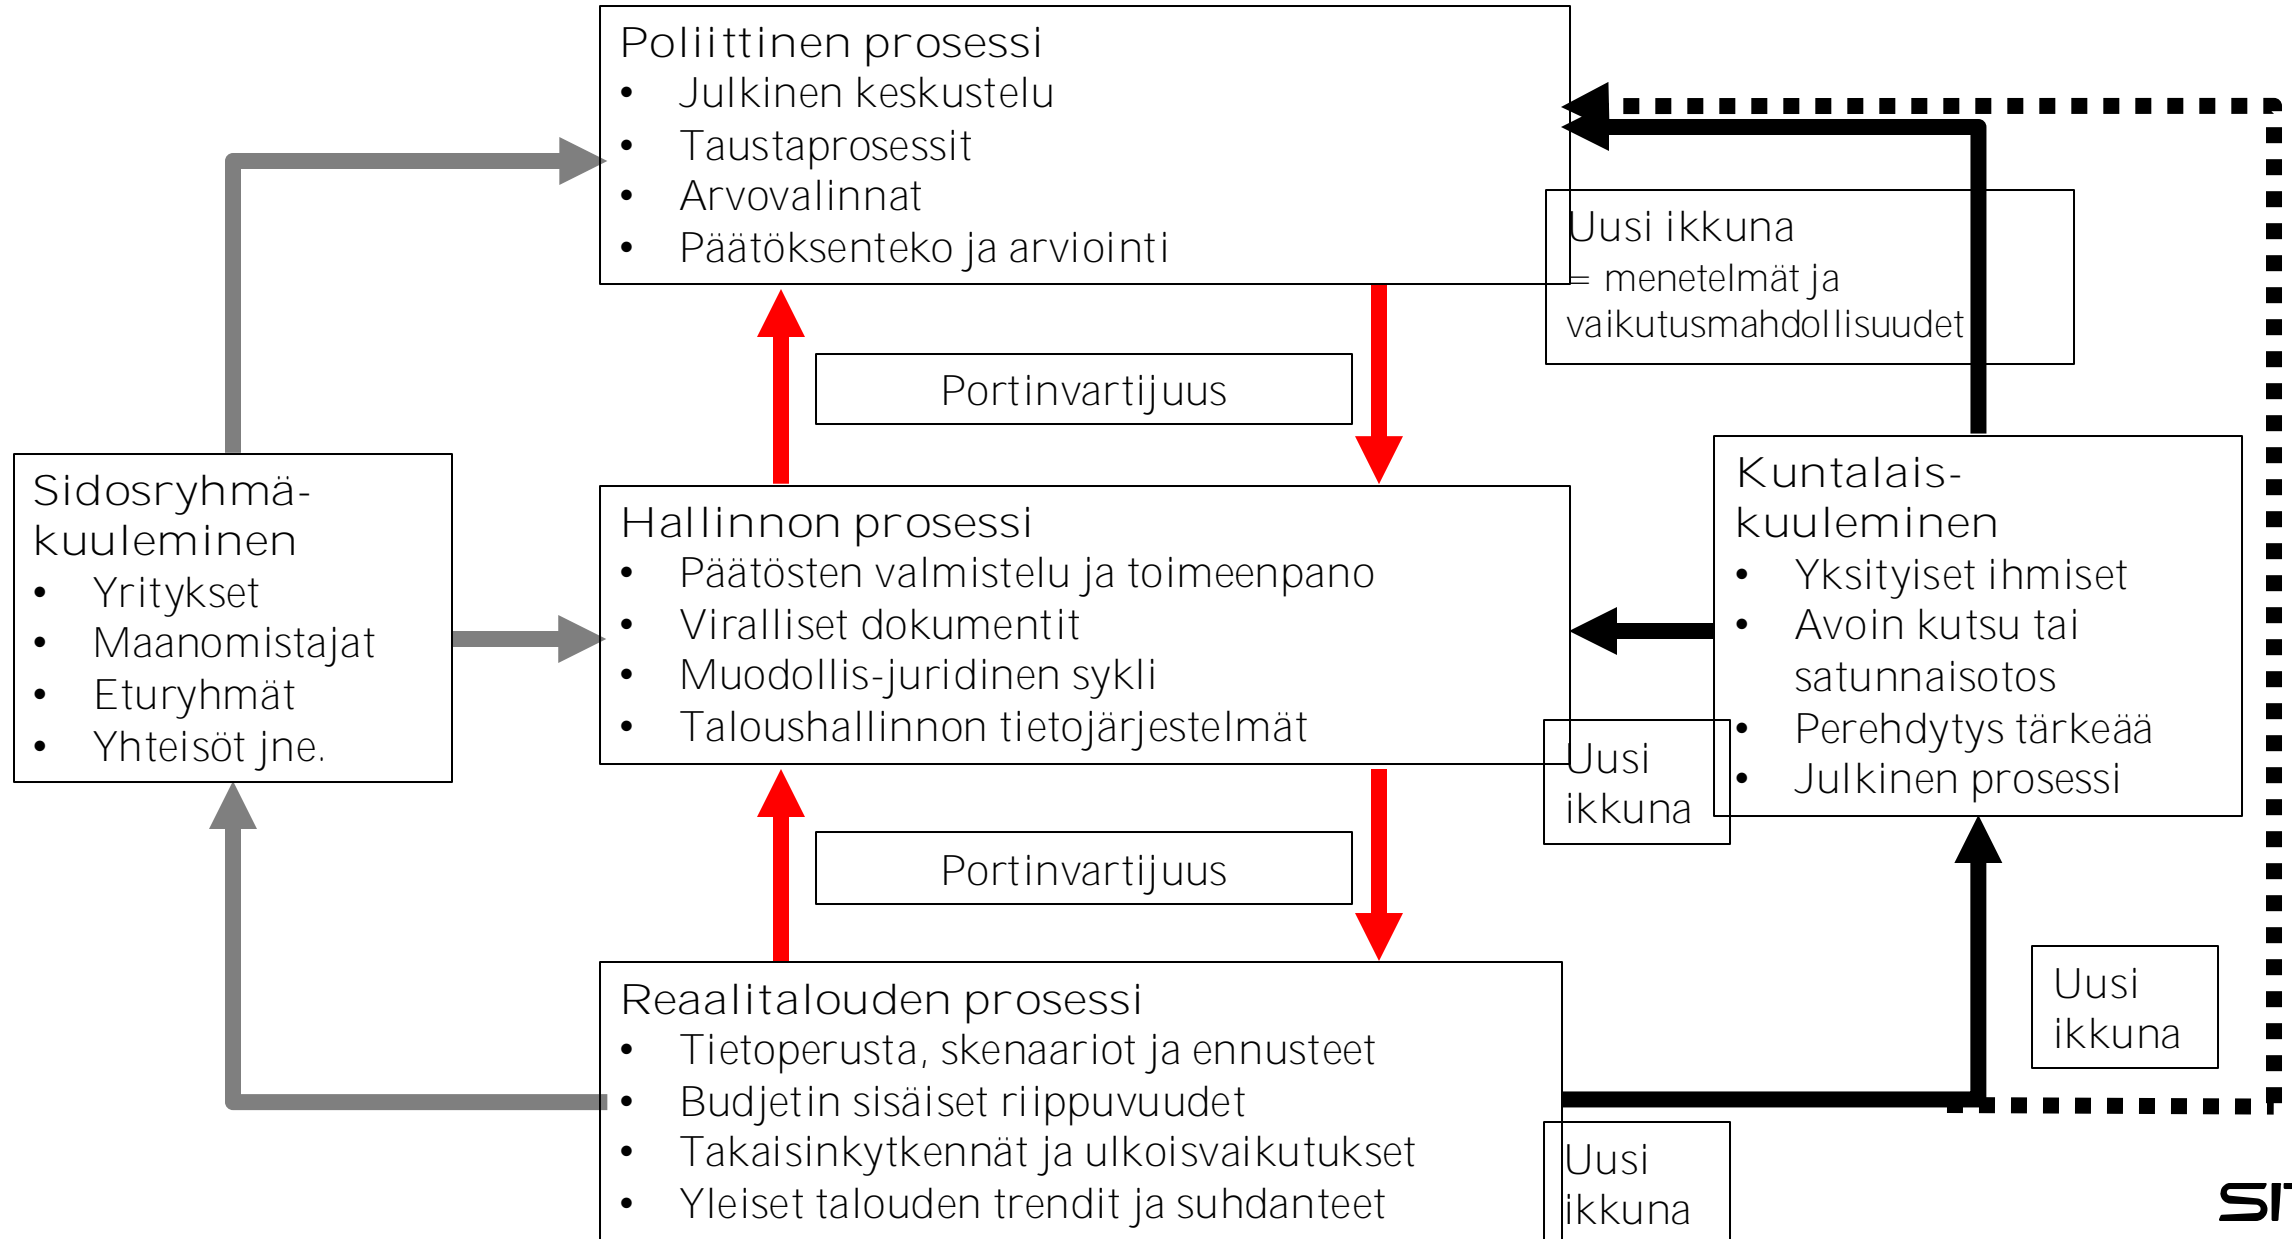 Poliittinen prosessi
• Julkinen keskustelu
• Taustaprosessit
• Arvovalinnat
• Päätöksenteko ja arviointi
Uusi ikkuna
= menetelmät ja
vaikutusmahdollisuudet
Portinvartijuus
Sidosryhmä-
kuuleminen
• Yritykset
• Maanomistajat
• Eturyhmät
• Yhteisöt jne.
Hallinnon prosessi
• Päätösten valmistelu ja toimeenpano
• Viralliset dokumentit
• Muodollis-juridinen sykli
• Taloushallinnon tietojärjestelmät
Kuntalais-
kuuleminen
• Yksityiset ihmiset
• Avoin kutsu tai
satunnaisotos
• Perehdytys tärkeää
• Julkinen prosessi
Uusi
ikkuna
Portinvartijuus
Uusi
ikkuna
Reaalitalouden prosessi
• Tietoperusta, skenaariot ja ennusteet
• Budjetin sisäiset riippuvuudet
• Takaisinkytkennät ja ulkoisvaikutukset
• Yleiset talouden trendit ja suhdanteet
Uusi
ikkuna